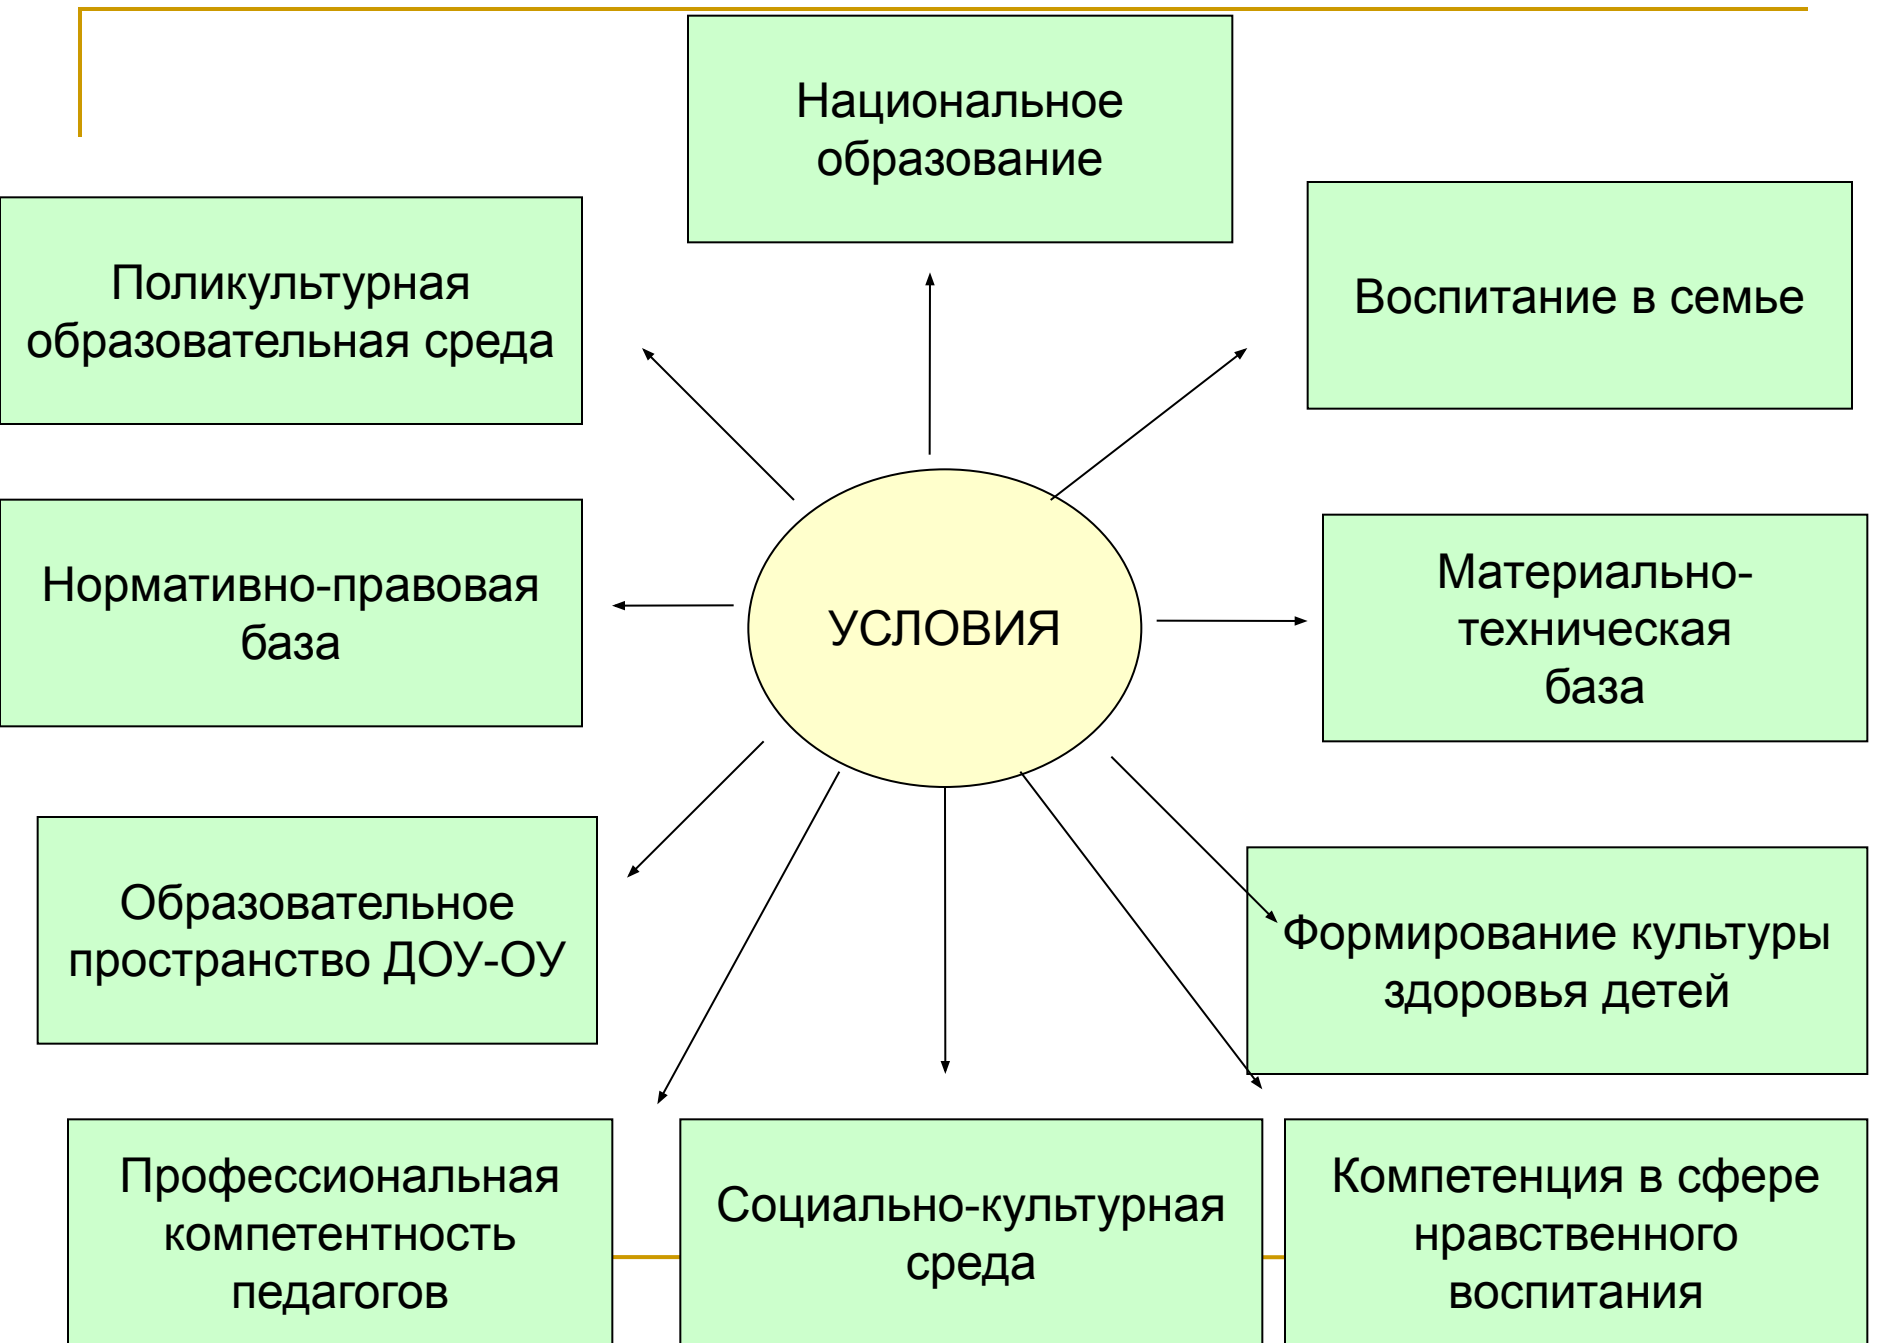 Национальное
образование
Поликультурная
образовательная среда
Воспитание в семье
Нормативно-правовая
база
УСЛОВИЯ
Материально-
техническая
база
Образовательное
пространство ДОУ-ОУ
Формирование культуры
здоровья детей
Профессиональная
компетентность
педагогов
Социально-культурная
среда
Компетенция в сфере
нравственного
воспитания